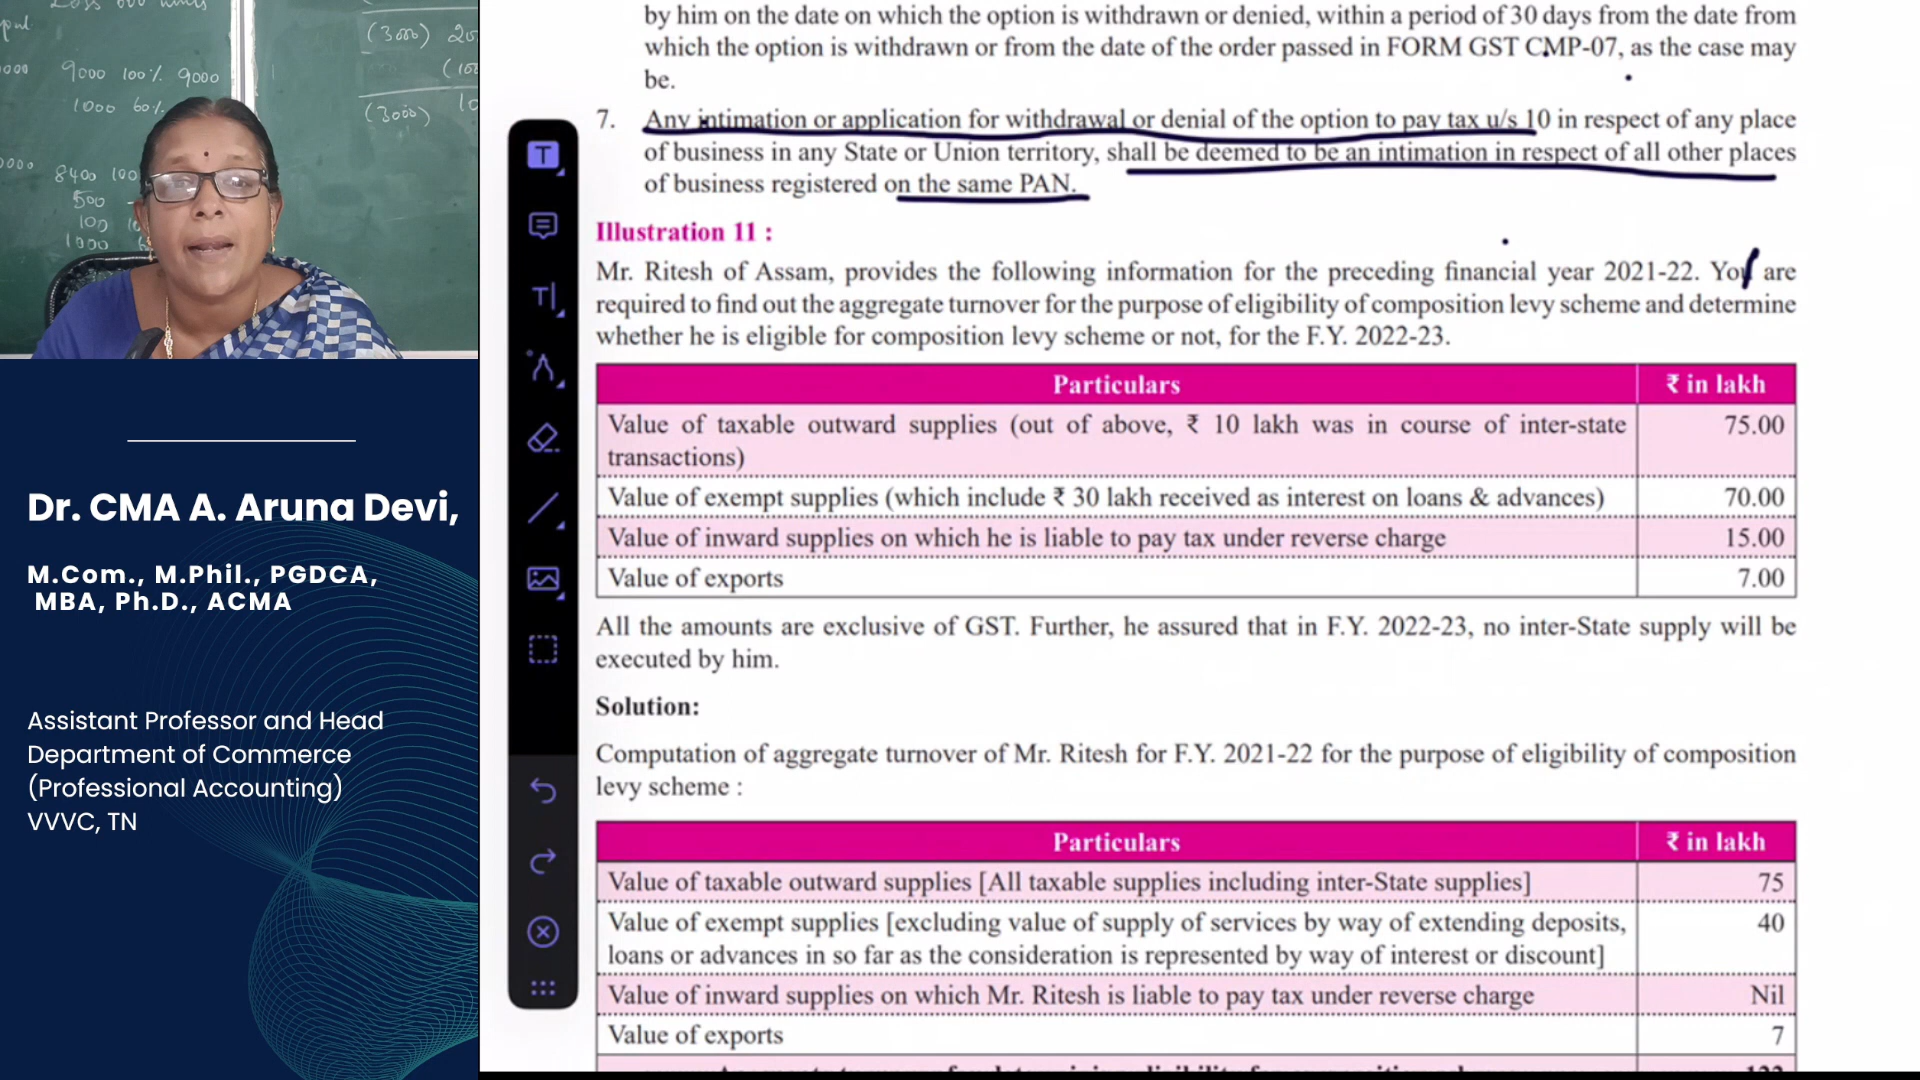 Loss 600 units
9000 100% 9000
1000 60%
(3000)
(3000)
8400 100
500
100
1000
Dr. CMA A. Aruna Devi,
M.Com., M.Phil., PGDCA,
MBA, Ph.D., ACMA
Assistant Professor and Head
Department of Commerce
(Professional Accounting)
VVVC, TN
by him on the date on which the option is withdrawn or denied, within a period of 30 days from the date from
which the option is withdrawn or from the date of the order passed in FORM GST CMP-07, as the case may
be.
7. Any intimation or application for withdrawal or denial of the option to pay tax u/s 10 in respect of any place
of business in any State or Union territory, shall be deemed to be an intimation in respect of all other places
of business registered on the same PAN.
Illustration 11 :
Mr. Ritesh of Assam, provides the following information for the preceding financial year 2021-22. You are
required to find out the aggregate turnover for the purpose of eligibility of composition levy scheme and determine
whether he is eligible for composition levy scheme or not, for the F.Y. 2022-23.
Particulars ₹ in lakh
Value of taxable outward supplies (out of above, ₹ 10 lakh was in course of inter-state 75.00
transactions)
Value of exempt supplies (which include ₹ 30 lakh received as interest on loans & advances) 70.00
Value of inward supplies on which he is liable to pay tax under reverse charge 15.00
Value of exports 7.00
All the amounts are exclusive of GST. Further, he assured that in F.Y. 2022-23, no inter-State supply will be
executed by him.
Solution:
Computation of aggregate turnover of Mr. Ritesh for F.Y. 2021-22 for the purpose of eligibility of composition
levy scheme :
Particulars ₹ in lakh
Value of taxable outward supplies [All taxable supplies including inter-State supplies] 75
Value of exempt supplies [excluding value of supply of services by way of extending deposits, 40
loans or advances in so far as the consideration is represented by way of interest or discount]
Value of inward supplies on which Mr. Ritesh is liable to pay tax under reverse charge Nil
Value of exports 7